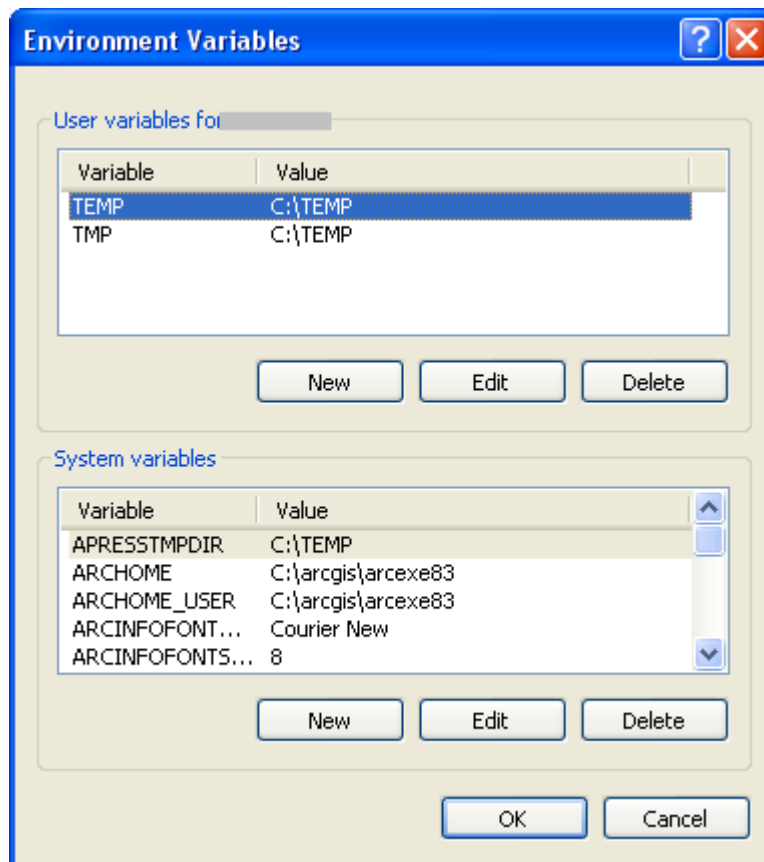 Environment Variables
User variables for
Variable Value
TEMP C:\TEMP
TMP C:\TEMP
New Edit Delete
System variables
Variable Value
APRESSTMPDIR C:\TEMP
ARCHOME C:\arcgis\arcexe83
ARCHOME_USER C:\arcgis\arcexe83
ARCINFOFONT... Courier New
ARCINFOFONTS... 8
New Edit Delete
OK Cancel